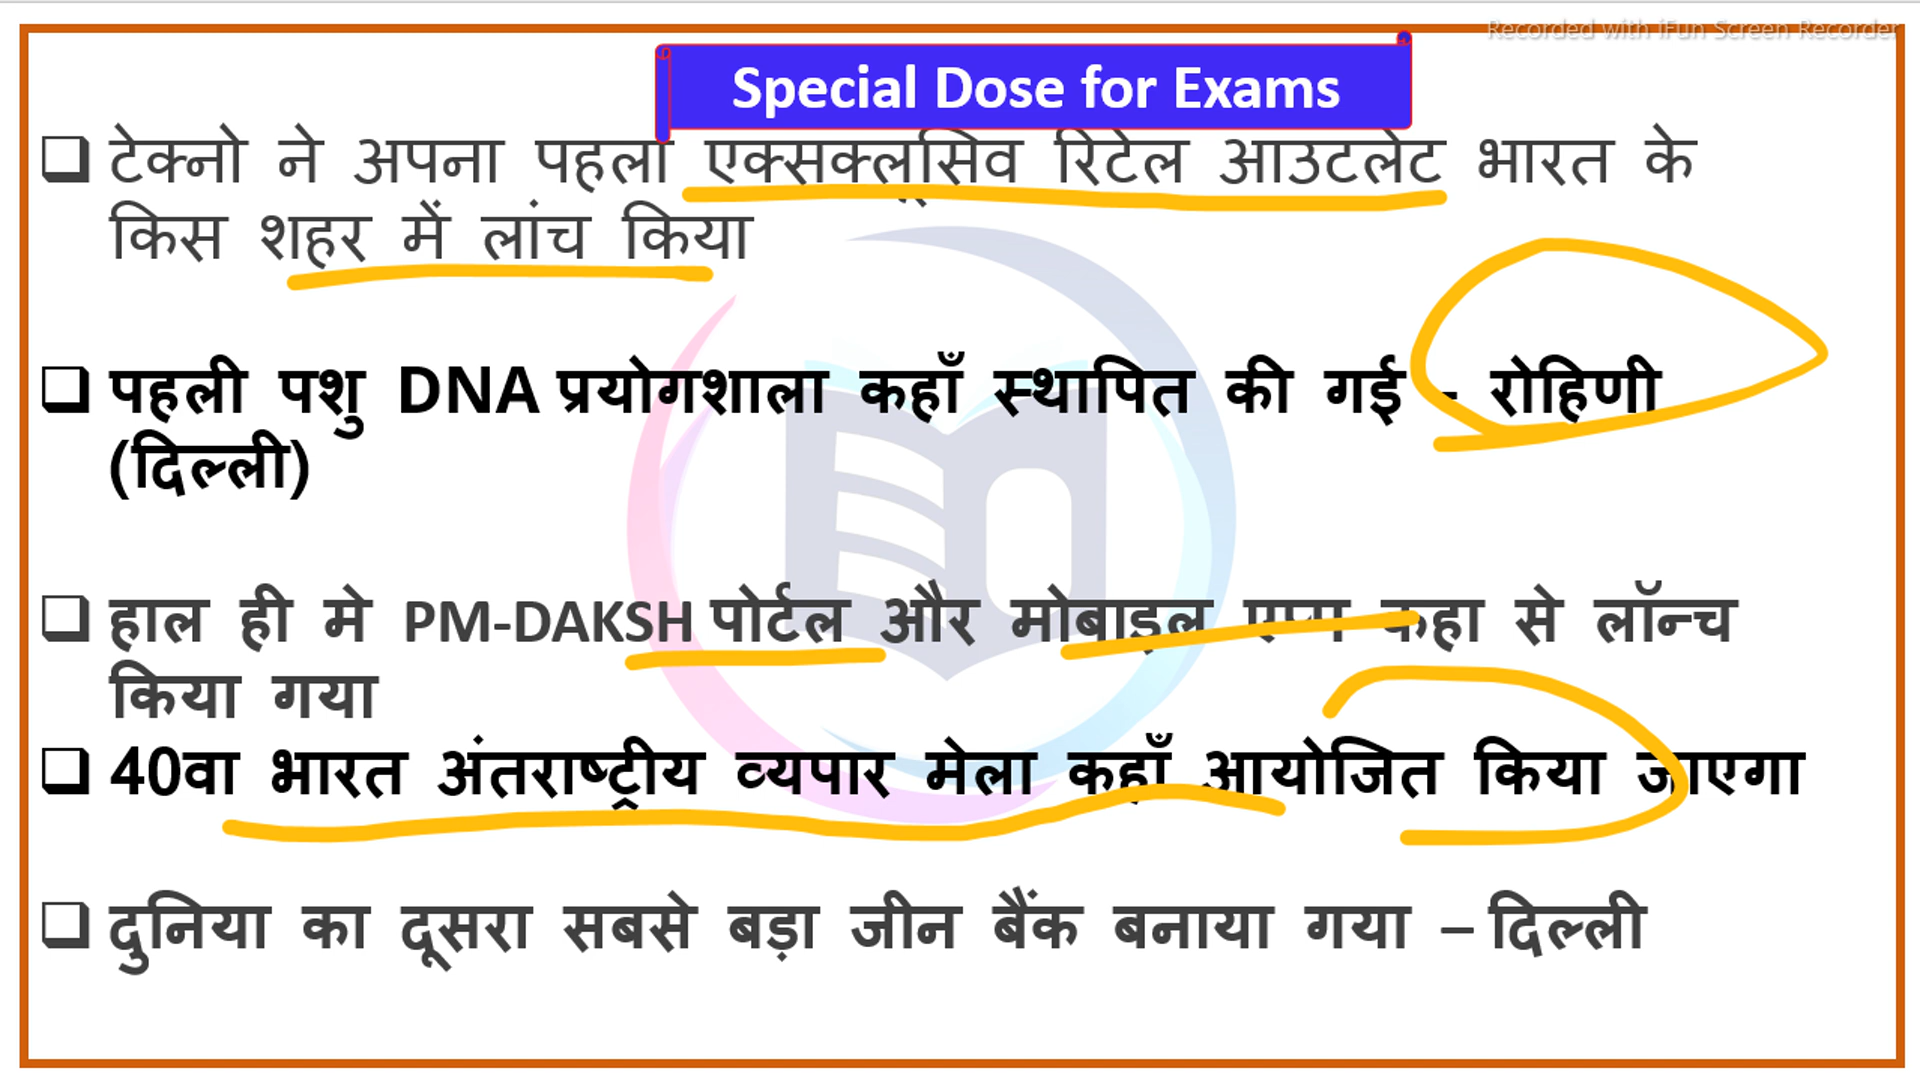 Recorded with iFun Screen Recorder
Special Dose for Exams
टेक्नो ने अपना पहला एक्सक्लूसिव रिटेल आउटलेट भारत के
किस शहर में लांच किया
पहली पशु DNA प्रयोगशाला कहाँ स्थापित की गई - रोहिणी
(दिल्ली)
हाल ही मे PM-DAKSH पोर्टल और मोबाइल एप्प कहा से लॉन्च
किया गया
40वा भारत अंतराष्ट्रीय व्यपार मेला कहाँ आयोजित किया जाएगा
दुनिया का दूसरा सबसे बड़ा जीन बैंक बनाया गया – दिल्ली